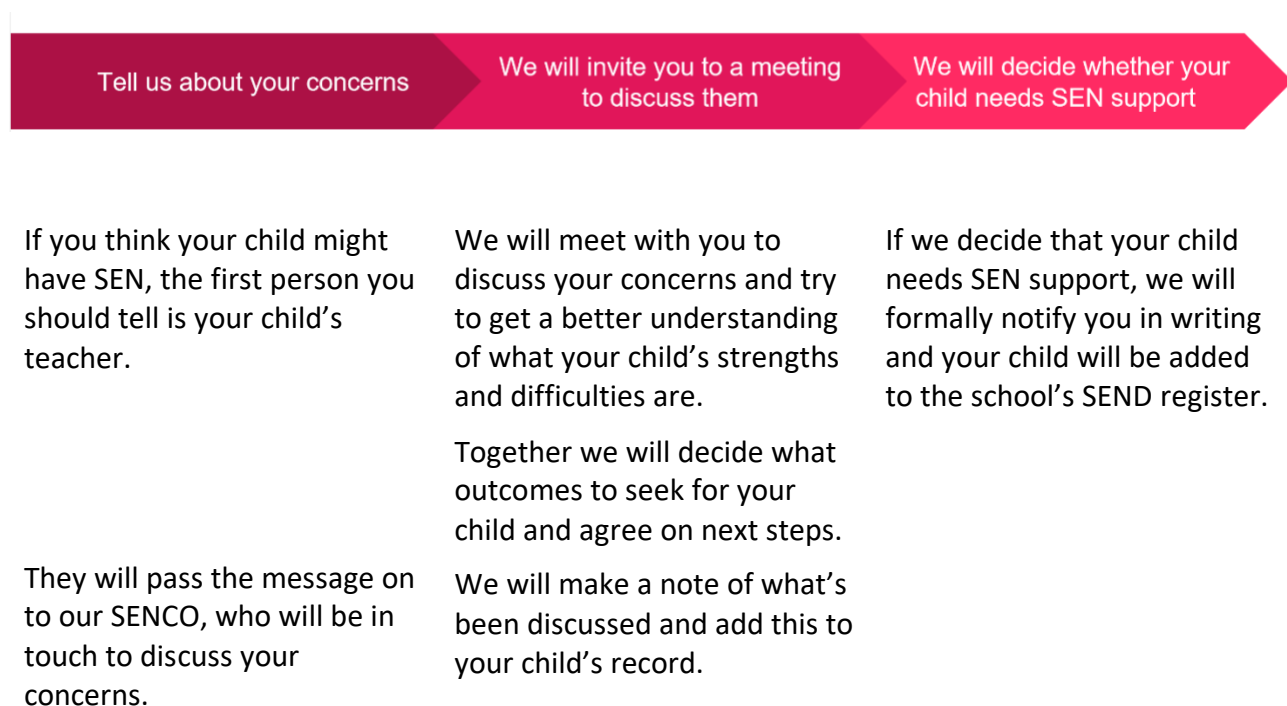 Tell us about your concerns
We will invite you to a meeting
to discuss them
We will decide whether your
child needs SEN support
If you think your child might
have SEN, the first person you
should tell is your child’s
teacher.
They will pass the message on
to our SENCO, who will be in
touch to discuss your
concerns.
We will meet with you to
discuss your concerns and try
to get a better understanding
of what your child’s strengths
and difficulties are.
Together we will decide what
outcomes to seek for your
child and agree on next steps.
We will make a note of what’s
been discussed and add this to
your child’s record.
If we decide that your child
needs SEN support, we will
formally notify you in writing
and your child will be added
to the school’s SEND register.